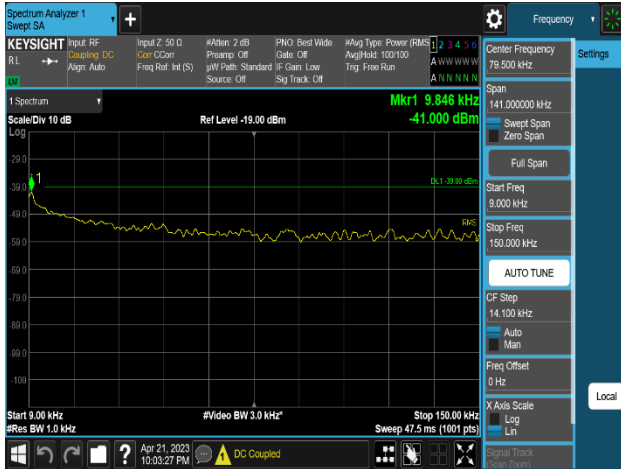 Spectrum Analyzer 1
Swept SA
+
Frequency
KEYSIGHT
R L
LXI
Input: RF
Coupling: DC
Align: Auto
Input Z: 50 Ω
Corr CCorr
Freq Ref: Int (S)
#Atten: 2 dB
Preamp: Off
µW Path: Standard
Source: Off
PNO: Best Wide
Gate: Off
IF Gain: Low
Sig Track: Off
#Avg Type: Power (RMS
Avg|Hold: 100/100
Trig: Free Run
1 2 3 4 5 6
A W W W W W
A N N N N N
1 Spectrum
Scale/Div 10 dB
Log
Ref Level -19.00 dBm
Mkr1 9.846 kHz
-41.000 dBm
1
DL1 -39.00 dBm
RMS
-29.0
-39.0
-49.0
-59.0
-69.0
-79.0
-89.0
-99.0
-109
Start 9.00 kHz
#Res BW 1.0 kHz
#Video BW 3.0 kHz*
Stop 150.00 kHz
Sweep 47.5 ms (1001 pts)
Center Frequency
79.500 kHz
Settings
Span
141.000000 kHz
Swept Span
Zero Span
Full Span
Start Freq
9.000 kHz
Stop Freq
150.000 kHz
AUTO TUNE
CF Step
14.100 kHz
Auto
Man
Freq Offset
0 Hz
X Axis Scale
Log
Lin
Local
Signal Track
(Span Zoom)
?
Apr 21, 2023
10:03:27 PM
DC Coupled